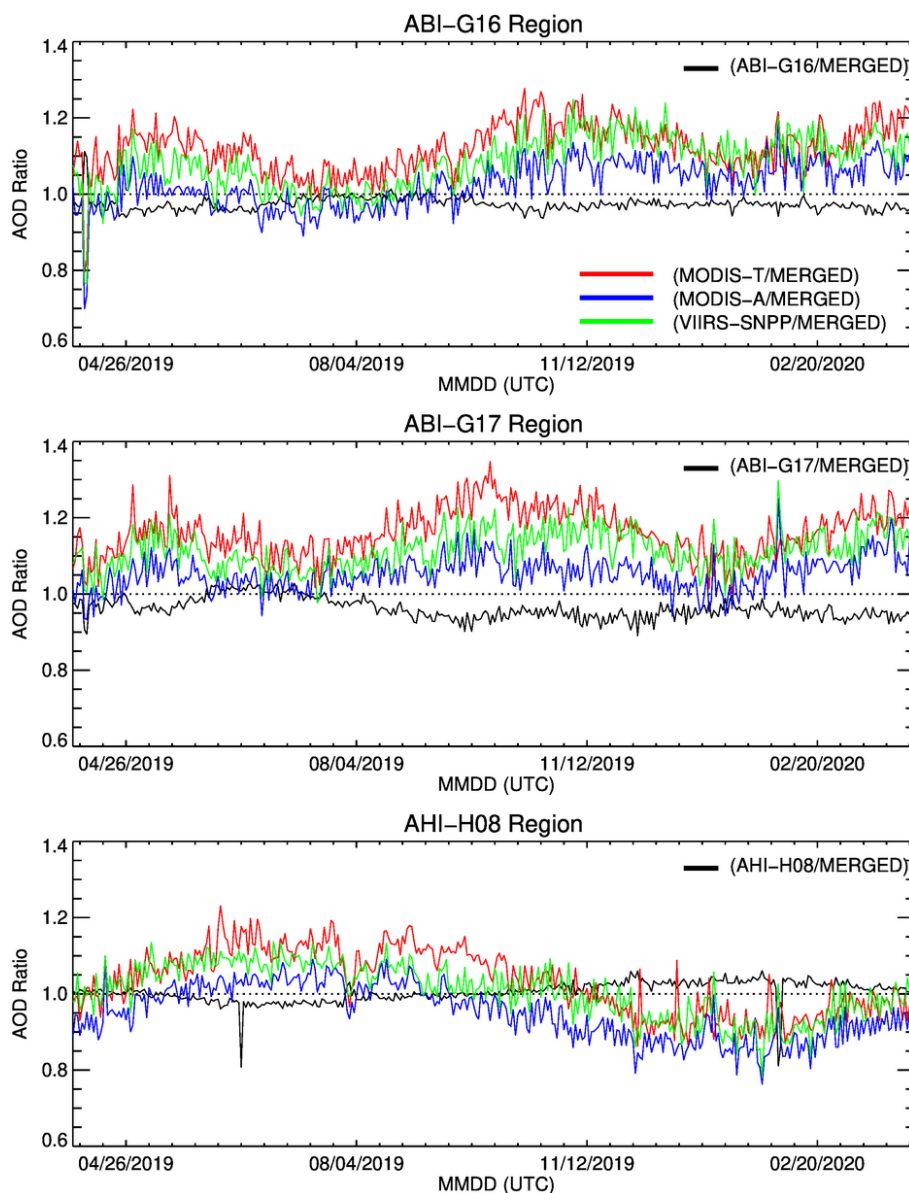 ABI-G16 Region
1.4
(ABI-G16/MERGED)
1.2
1.0
AOD Ratio
0.8
(MODIS-T/MERGED)
(MODIS-A/MERGED)
(VIIRS-SNPP/MERGED)
0.6
04/26/2019 08/04/2019 11/12/2019 02/20/2020
MMDD (UTC)
ABI-G17 Region
1.4
(ABI-G17/MERGED)
1.2
1.0
AOD Ratio
0.8
0.6
04/26/2019 08/04/2019 11/12/2019 02/20/2020
MMDD (UTC)
AHI-H08 Region
1.4
(AHI-H08/MERGED)
1.2
1.0
AOD Ratio
0.8
0.6
04/26/2019 08/04/2019 11/12/2019 02/20/2020
MMDD (UTC)